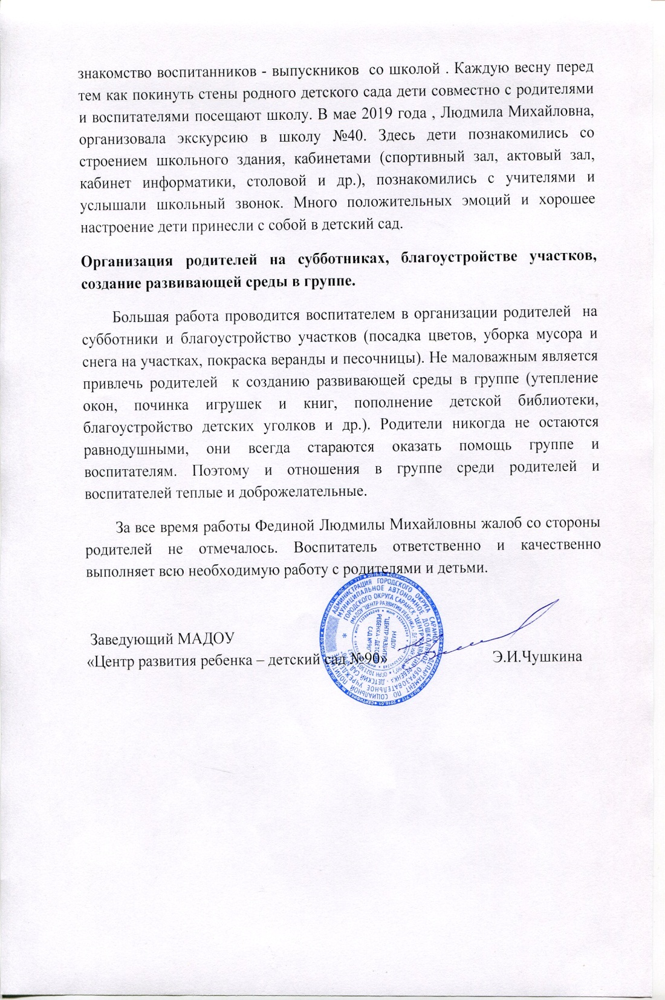 знакомство воспитанников - выпускников  со школой . Каждую весну перед
тем как покинуть стены родного детского сада дети совместно с родителями
и воспитателями посещают школу. В мае 2019 года , Людмила Михайловна,
организовала экскурсию в школу №40. Здесь дети познакомились со
строением школьного здания, кабинетами (спортивный зал, актовый зал,
кабинет информатики, столовой и др.), познакомились с учителями и
услышали школьный звонок. Много положительных эмоций и хорошее
настроение дети принесли с собой в детский сад.
Организация родителей на субботниках, благоустройстве участков,
создание развивающей среды в группе.
Большая работа проводится воспитателем в организации родителей  на
субботники и благоустройство участков (посадка цветов, уборка мусора и
снега на участках, покраска веранды и песочницы). Не маловажным является
привлечь родителей  к созданию развивающей среды в группе (утепление
окон, починка игрушек и книг, пополнение детской библиотеки,
благоустройство детских уголков и др.). Родители никогда не остаются
равнодушными, они всегда стараются оказать помощь группе и
воспитателям. Поэтому и отношения в группе среди родителей и
воспитателей теплые и доброжелательные.
За все время работы Фединой Людмилы Михайловны жалоб со стороны
родителей не отмечалось. Воспитатель ответственно и качественно
выполняет всю необходимую работу с родителями и детьми.
Заведующий МАДОУ
«Центр развития ребенка – детский сад №90» Э.И.Чушкина
АДМИНИСТРАЦИЯ ГОРОДСКОГО ОКРУГА САРАНСК
МУНИЦИПАЛЬНОЕ АВТОНОМНОЕ ДОШКОЛЬНОЕ ОБРАЗОВАТЕЛЬНОЕ УЧРЕЖДЕНИЕ
ГОРОДСКОГО ОКРУГА САРАНСК
МАДОУ
"ЦЕНТР РАЗВИТИЯ
РЕБЕНКА - ДЕТСКИЙ
САД №90"